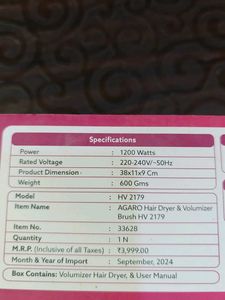 Specifications
Power : 1200 Watts
Rated Voltage : 220-240V/~50Hz
Product Dimension : 38x11x9 Cm
Weight : 600 Gms
Model : HV 2179
Item Name : AGARO Hair Dryer & Volumizer
Brush HV 2179
Item No. : 33628
Quantity : 1 N
M.R.P. (Inclusive of all Taxes) : ₹3,999.00
Month & Year of Import : September, 2024
Box Contains: Volumizer Hair Dryer, & User Manual